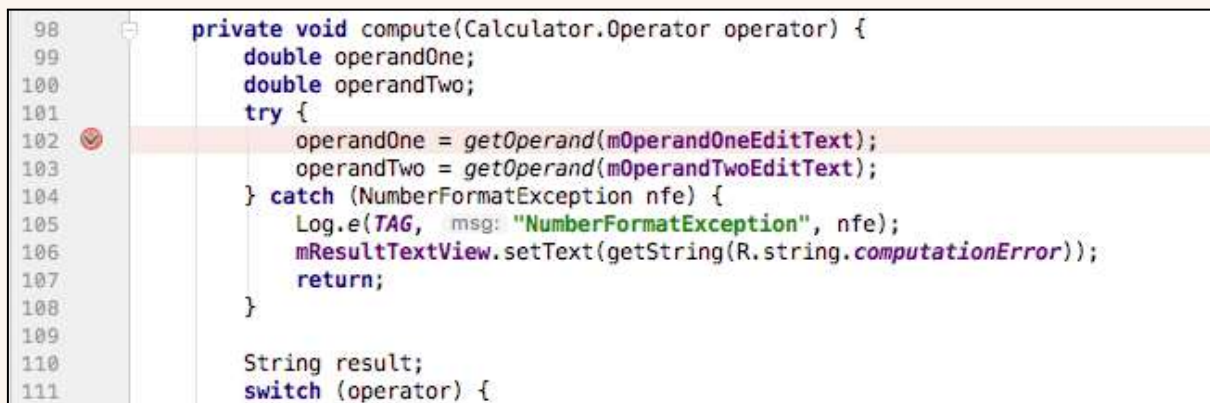 98 private void compute(Calculator.Operator operator) {
99 double operandOne;
100 double operandTwo;
101 try {
102 operandOne = getOperand(mOperandOneEditText);
103 operandTwo = getOperand(mOperandTwoEditText);
104 } catch (NumberFormatException nfe) {
105 Log.e(TAG, msg: "NumberFormatException", nfe);
106 mResultTextView.setText(getString(R.string.computationError));
107 return;
108 }
109
110 String result;
111 switch (operator) {